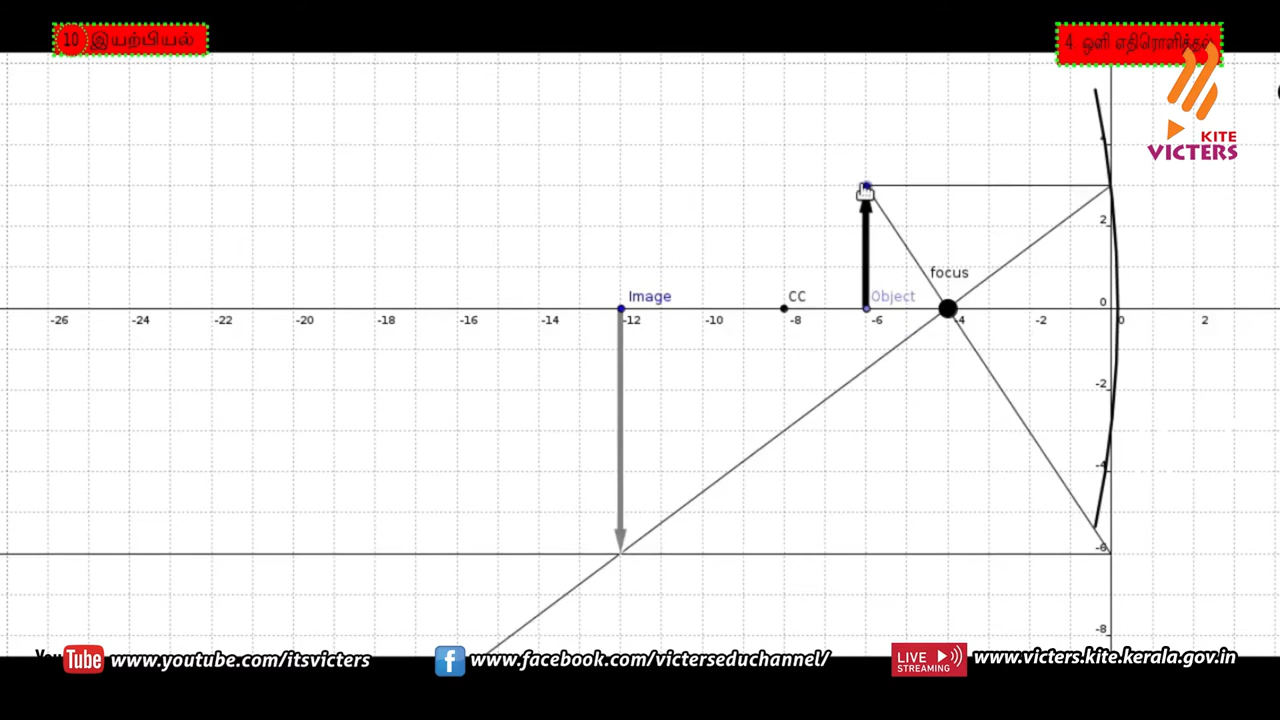 10 இயற்பியல்
4. ஒளி எதிரொளித்தல்
KITE
VICTERS
2
focus
Image
CC
Object
0
-26 -24 -22 -20 -18 -16 -14 -12 -10 -8 -6 -4 -2 0 2
-2
-4
-6
-8
You Tube www.youtube.com/itsvicters
f www.facebook.com/victerseduchannel/
LIVE STREAMING www.victers.kite.kerala.gov.in